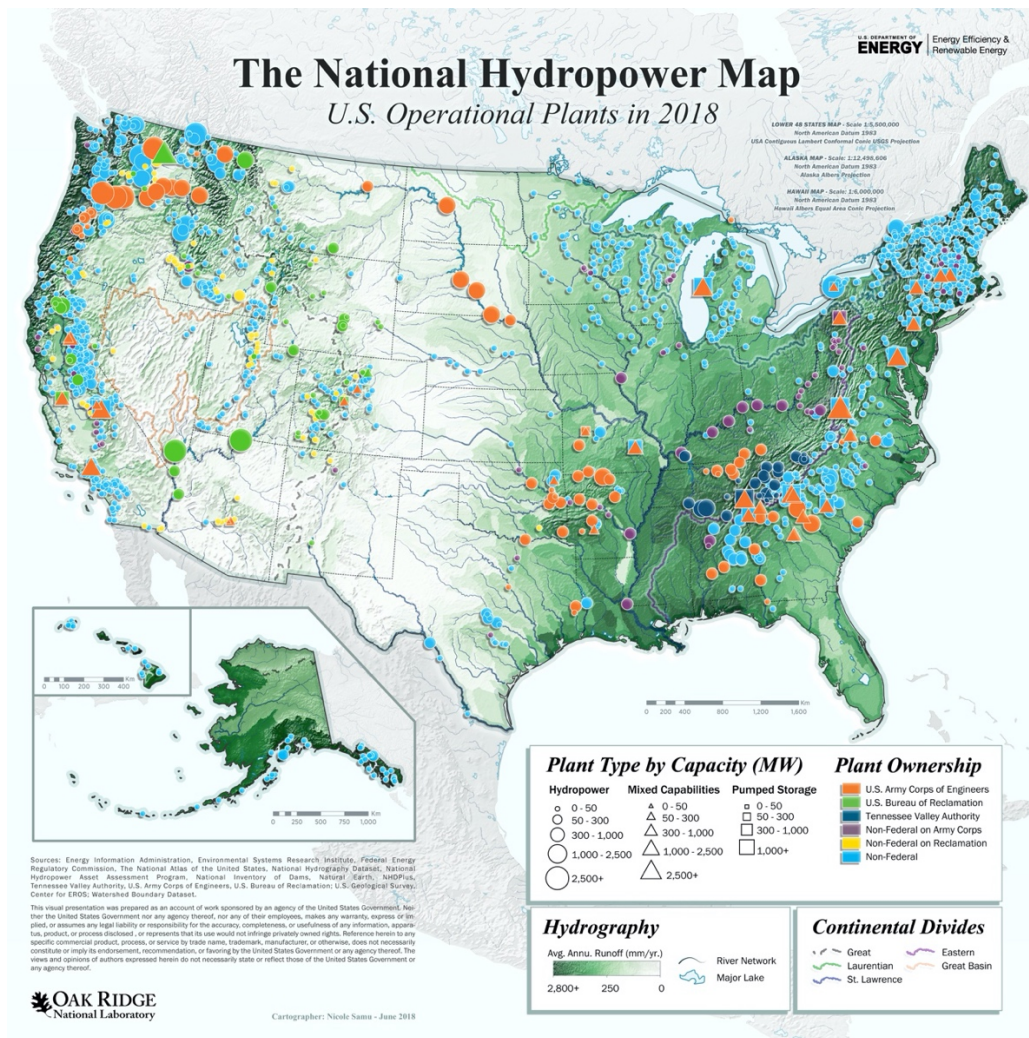 U.S. DEPARTMENT OF
ENERGY
Energy Efficiency &
Renewable Energy
The National Hydropower Map
U.S. Operational Plants in 2018
LOWER 48 STATES MAP - Scale 1:5,500,000
North American Datum 1983
USA Contiguous Lambert Conformal Conic USGS Projection
ALASKA MAP - Scale: 1:12,498,606
North American Datum 1983
Alaska Albers Projection
HAWAII MAP - Scale: 1:6,000,000
North American Datum 1983
Hawaii Albers Equal Area Conic Projection
0 100 200 300 400 Km
0 250 500 750 1,000 Km
0 200 400 800 1,200 1,600 Km
Plant Type by Capacity (MW)
Hydropower
0 - 50
50 - 300
300 - 1,000
1,000 - 2,500
2,500+
Mixed Capabilities
0 - 50
50 - 300
300 - 1,000
1,000 - 2,500
2,500+
Pumped Storage
0 - 50
50 - 300
300 - 1,000
1,000+
Plant Ownership
U.S. Army Corps of Engineers
U.S. Bureau of Reclamation
Tennessee Valley Authority
Non-Federal on Army Corps
Non-Federal on Reclamation
Non-Federal
Hydrography
Avg. Annu. Runoff (mm/yr.)
2,800+ 250 0
River Network
Major Lake
Continental Divides
Great
Laurentian
St. Lawrence
Eastern
Great Basin
Sources: Energy Information Administration, Environmental Systems Research Institute, Federal Energy
Regulatory Commission, The National Atlas of the United States, National Hydrography Dataset, National
Hydropower Asset Assessment Program, National Inventory of Dams, Natural Earth, NHDPlus,
Tennessee Valley Authority, U.S. Army Corps of Engineers, U.S. Bureau of Reclamation; U.S. Geological Survey,
Center for EROS; Watershed Boundary Dataset.
This visual presentation was prepared as an account of work sponsored by an agency of the United States Government. Nei-
ther the United States Government nor any agency thereof, nor any of their employees, makes any warranty, express or im-
plied, or assumes any legal liability or responsibility for the accuracy, completeness, or usefulness of any information, appara-
tus, product, or process disclosed , or represents that its use would not infringe privately owned rights. Reference herein to any
specific commercial product, process, or service by trade name, trademark, manufacturer, or otherwise, does not necessarily
constitute or imply its endorsement, recommendation, or favoring by the United States Government or any agency thereof. The
views and opinions of authors expressed herein do not necessarily state or reflect those of the United States Government or
any agency thereof.
OAK RIDGE
National Laboratory
Cartographer: Nicole Samu - June 2018